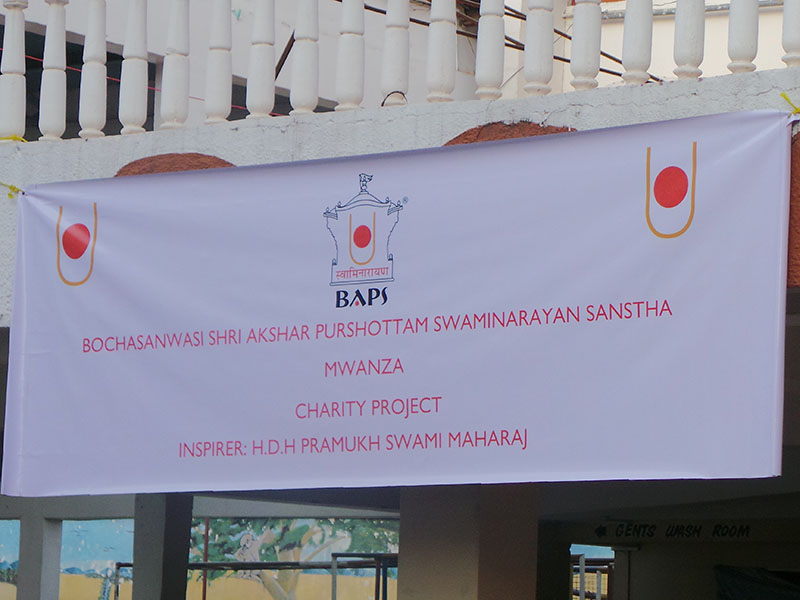 ®
स्वामिनारायण
BAPS
BOCHASANWASI SHRI AKSHAR PURSHOTTAM SWAMINARAYAN SANSTHA
MWANZA
CHARITY PROJECT
INSPIRER: H.D.H PRAMUKH SWAMI MAHARAJ
GENTS WASH ROOM